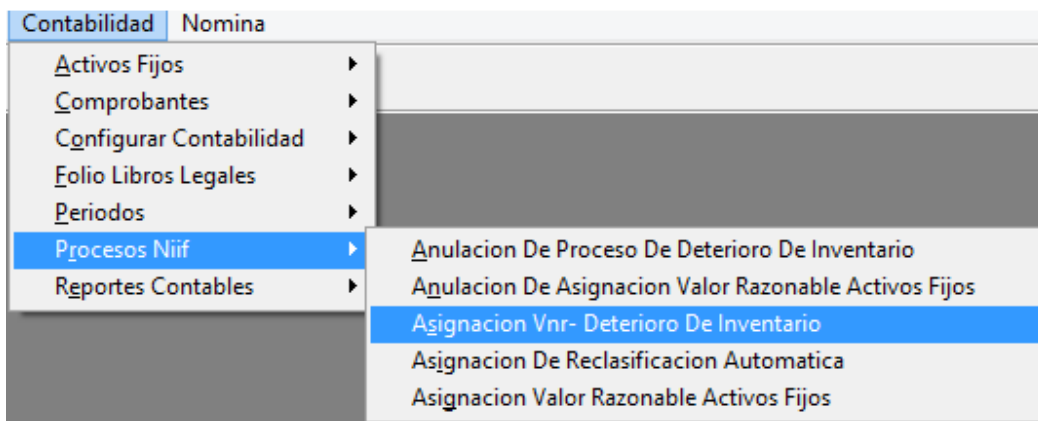 Contabilidad Nomina
Activos Fijos
Comprobantes
Configurar Contabilidad
Folio Libros Legales
Periodos
Procesos Niif
Reportes Contables
Anulacion De Proceso De Deterioro De Inventario
Anulacion De Asignacion Valor Razonable Activos Fijos
Asignacion Vnr- Deterioro De Inventario
Asignacion De Reclasificacion Automatica
Asignacion Valor Razonable Activos Fijos